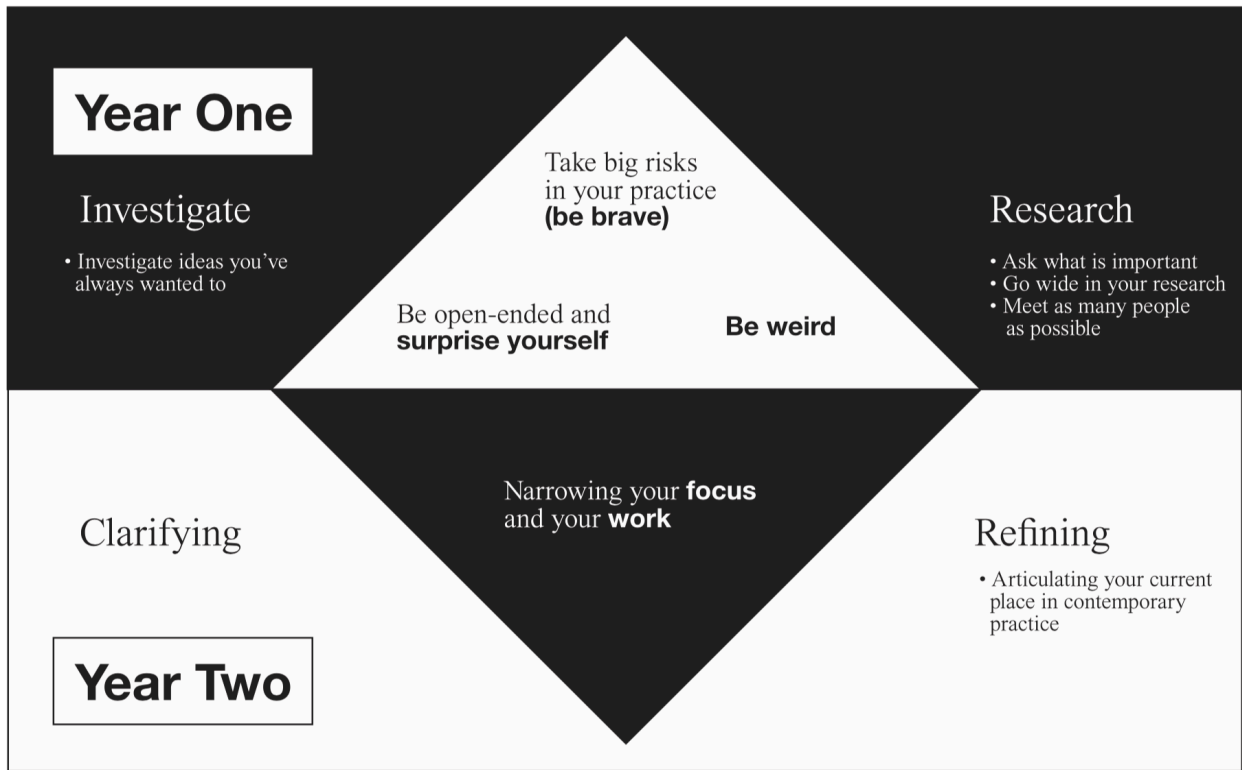 Year One
Investigate
• Investigate ideas you’ve
always wanted to
Take big risks
in your practice
(be brave)
Be open-ended and
surprise yourself
Be weird
Research
• Ask what is important
• Go wide in your research
• Meet as many people
as possible
Clarifying
Narrowing your focus
and your work
Refining
• Articulating your current
place in contemporary
practice
Year Two